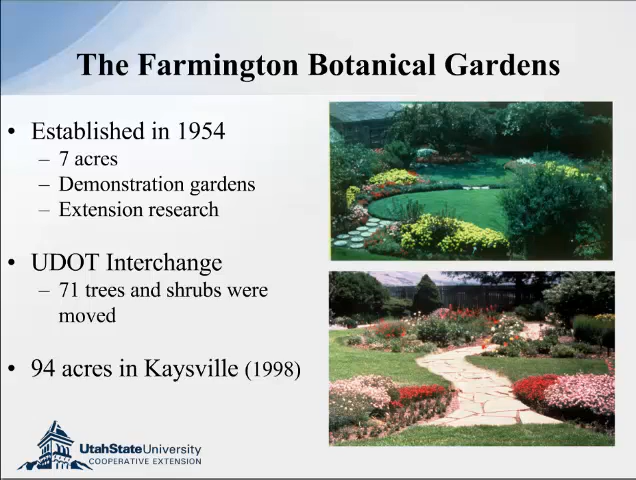 The Farmington Botanical Gardens
• Established in 1954
– 7 acres
– Demonstration gardens
– Extension research
• UDOT Interchange
– 71 trees and shrubs were
moved
• 94 acres in Kaysville (1998)
UtahStateUniversity
COOPERATIVE EXTENSION